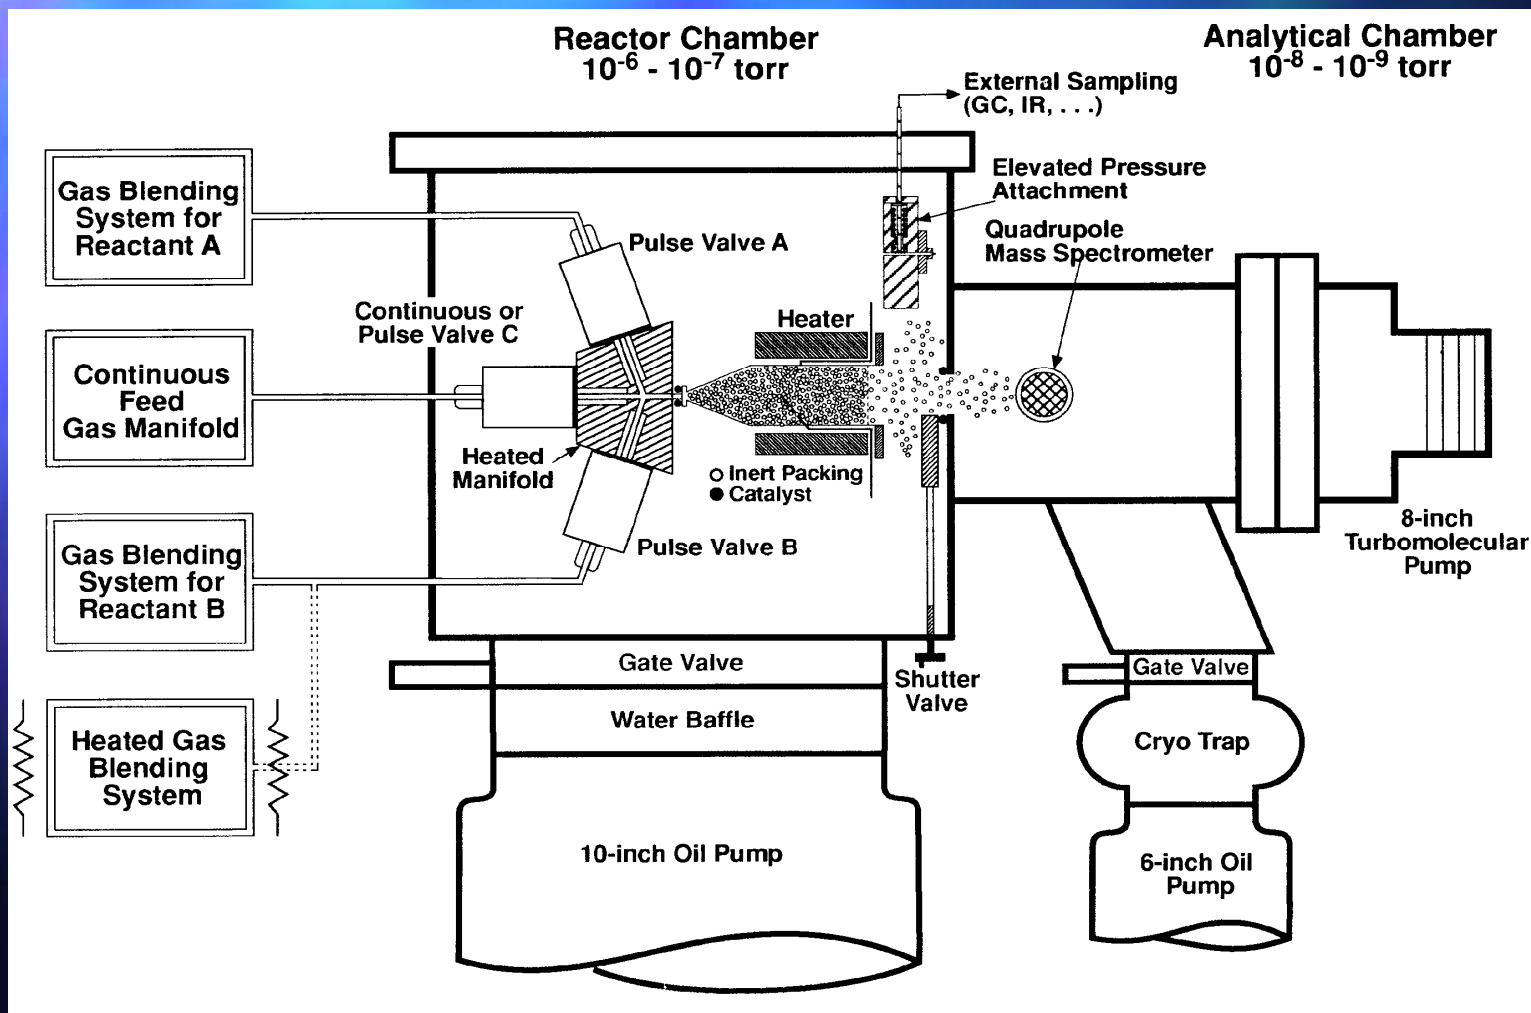 Reactor Chamber
10-6 - 10-7 torr
Analytical Chamber
10-8 - 10-9 torr
External Sampling
(GC, IR, . . .)
Elevated Pressure
Attachment
Quadrupole
Mass Spectrometer
Gas Blending
System for
Reactant A
Pulse Valve A
Continuous or
Pulse Valve C
Heater
Continuous
Feed
Gas Manifold
Heated
Manifold
Inert Packing
Catalyst
Pulse Valve B
8-inch
Turbomolecular
Pump
Gas Blending
System for
Reactant B
Gate Valve
Shutter
Valve
Gate Valve
Water Baffle
Heated Gas
Blending
System
Cryo Trap
10-inch Oil Pump
6-inch Oil
Pump